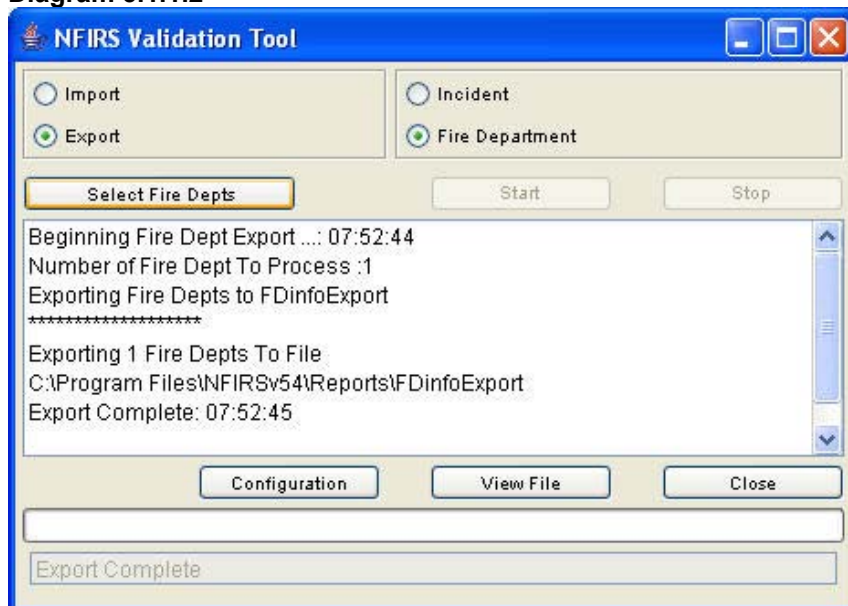 NFIRS Validation Tool
Import
Incident
Export
Fire Department
Select Fire Depts
Start
Stop
Beginning Fire Dept Export ...: 07:52:44
Number of Fire Dept To Process :1
Exporting Fire Depts to FDinfoExport
*******************
Exporting 1 Fire Depts To File
C:\Program Files\NFIRSv54\Reports\FDinfoExport
Export Complete: 07:52:45
Configuration
View File
Close
Export Complete